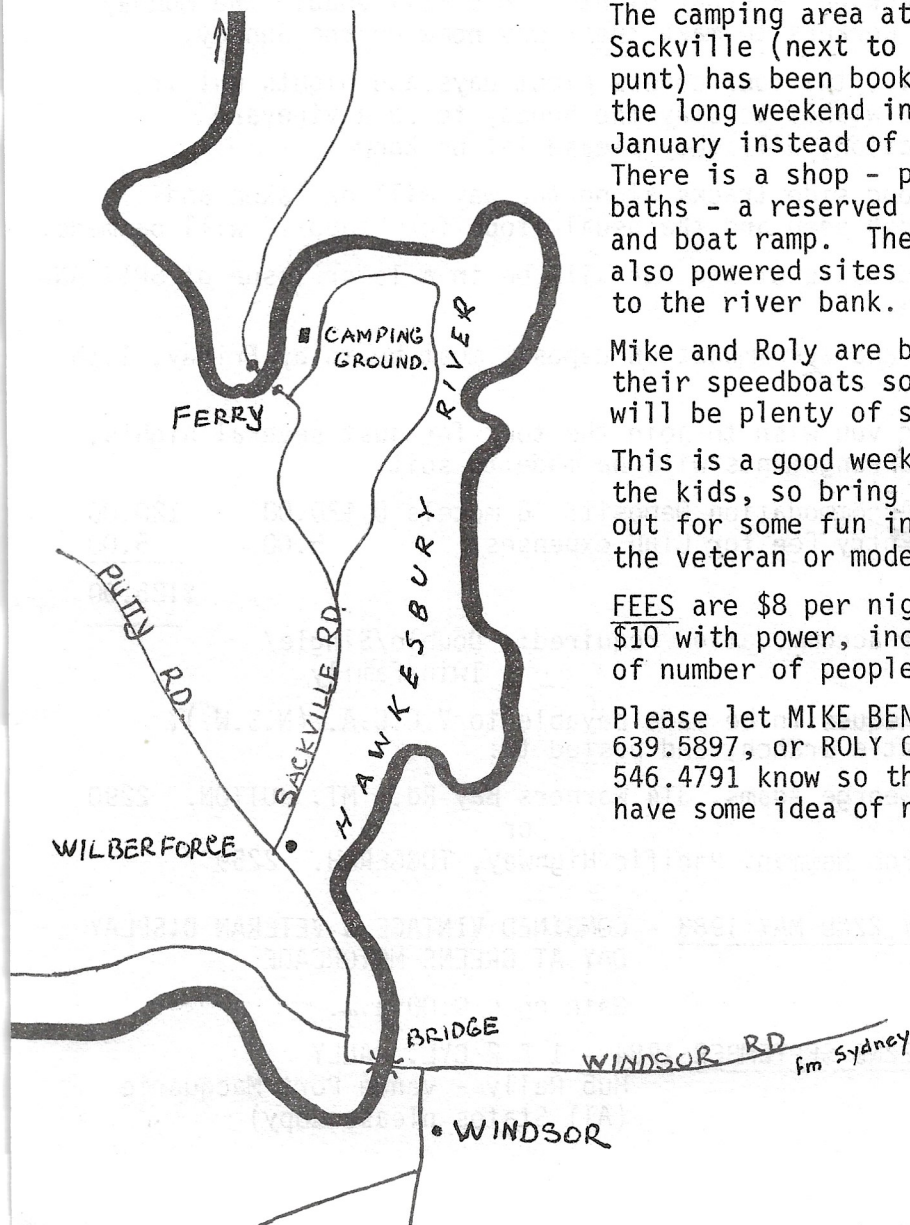 The camping area at
Sackville (next to
punt) has been book
the long weekend in
January instead of
There is a shop - p
baths - a reserved
and boat ramp. The
also powered sites
to the river bank.
Mike and Roly are b
their speedboats so
will be plenty of s
This is a good week
the kids, so bring
out for some fun in
the veteran or mode
FEES are $8 per nig
$10 with power, inc
of number of people
Please let MIKE BEN
639.5897, or ROLY
546.4791 know so th
have some idea of
CAMPING
GROUND.
FERRY
HAWKESBURY RIVER
PUTTY RD
SACKVILLE RD.
WILBERFORCE
BRIDGE
WINDSOR RD
fm Sydney
WINDSOR